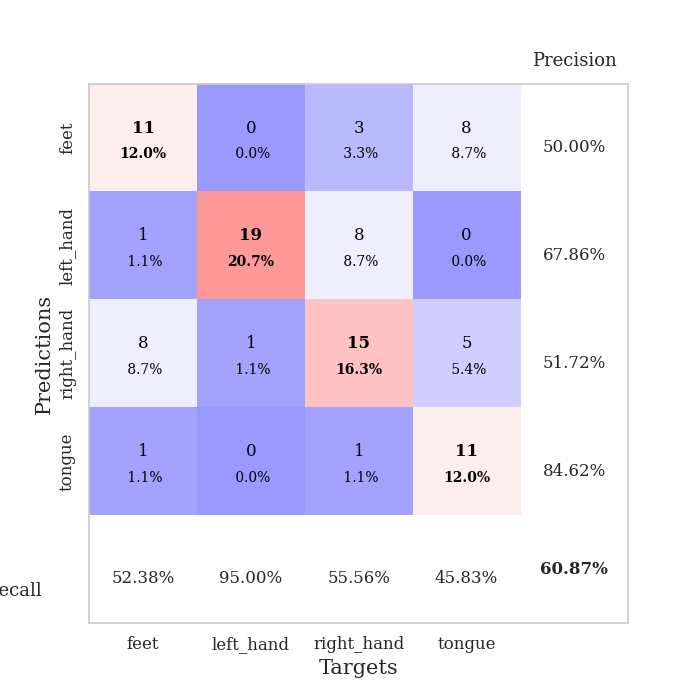 Precision
feet
11 0 3 8
12.0% 0.0% 3.3% 8.7%
50.00%
left_hand
1 19 8 0
1.1% 20.7% 8.7% 0.0%
67.86%
right_hand
8 1 15 5
8.7% 1.1% 16.3% 5.4%
51.72%
tongue
1 0 1 11
1.1% 0.0% 1.1% 12.0%
84.62%
Predictions
ecall
52.38% 95.00% 55.56% 45.83% 60.87%
feet left_hand right_hand tongue
Targets